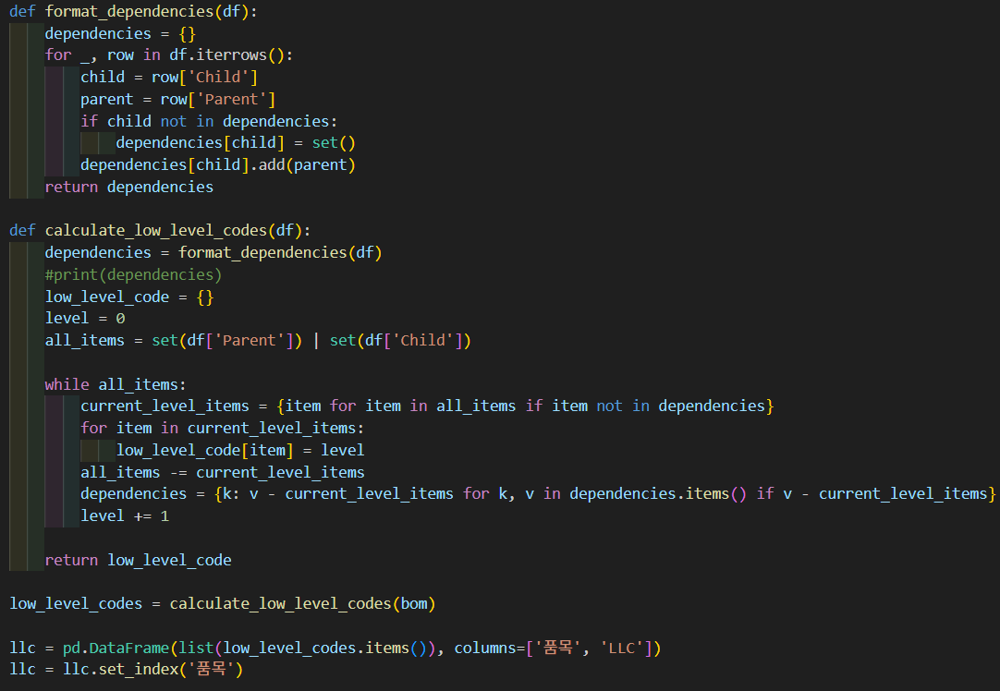 def format_dependencies(df):
    dependencies = {}
    for _, row in df.iterrows():
        child = row['Child']
        parent = row['Parent']
        if child not in dependencies:
            dependencies[child] = set()
        dependencies[child].add(parent)
    return dependencies

def calculate_low_level_codes(df):
    dependencies = format_dependencies(df)
    #print(dependencies)
    low_level_code = {}
    level = 0
    all_items = set(df['Parent']) | set(df['Child'])

    while all_items:
        current_level_items = {item for item in all_items if item not in dependencies}
        for item in current_level_items:
            low_level_code[item] = level
        all_items -= current_level_items
        dependencies = {k: v - current_level_items for k, v in dependencies.items() if v - current_level_items}
        level += 1

    return low_level_code

low_level_codes = calculate_low_level_codes(bom)

llc = pd.DataFrame(list(low_level_codes.items()), columns=['품목', 'LLC'])
llc = llc.set_index('품목')